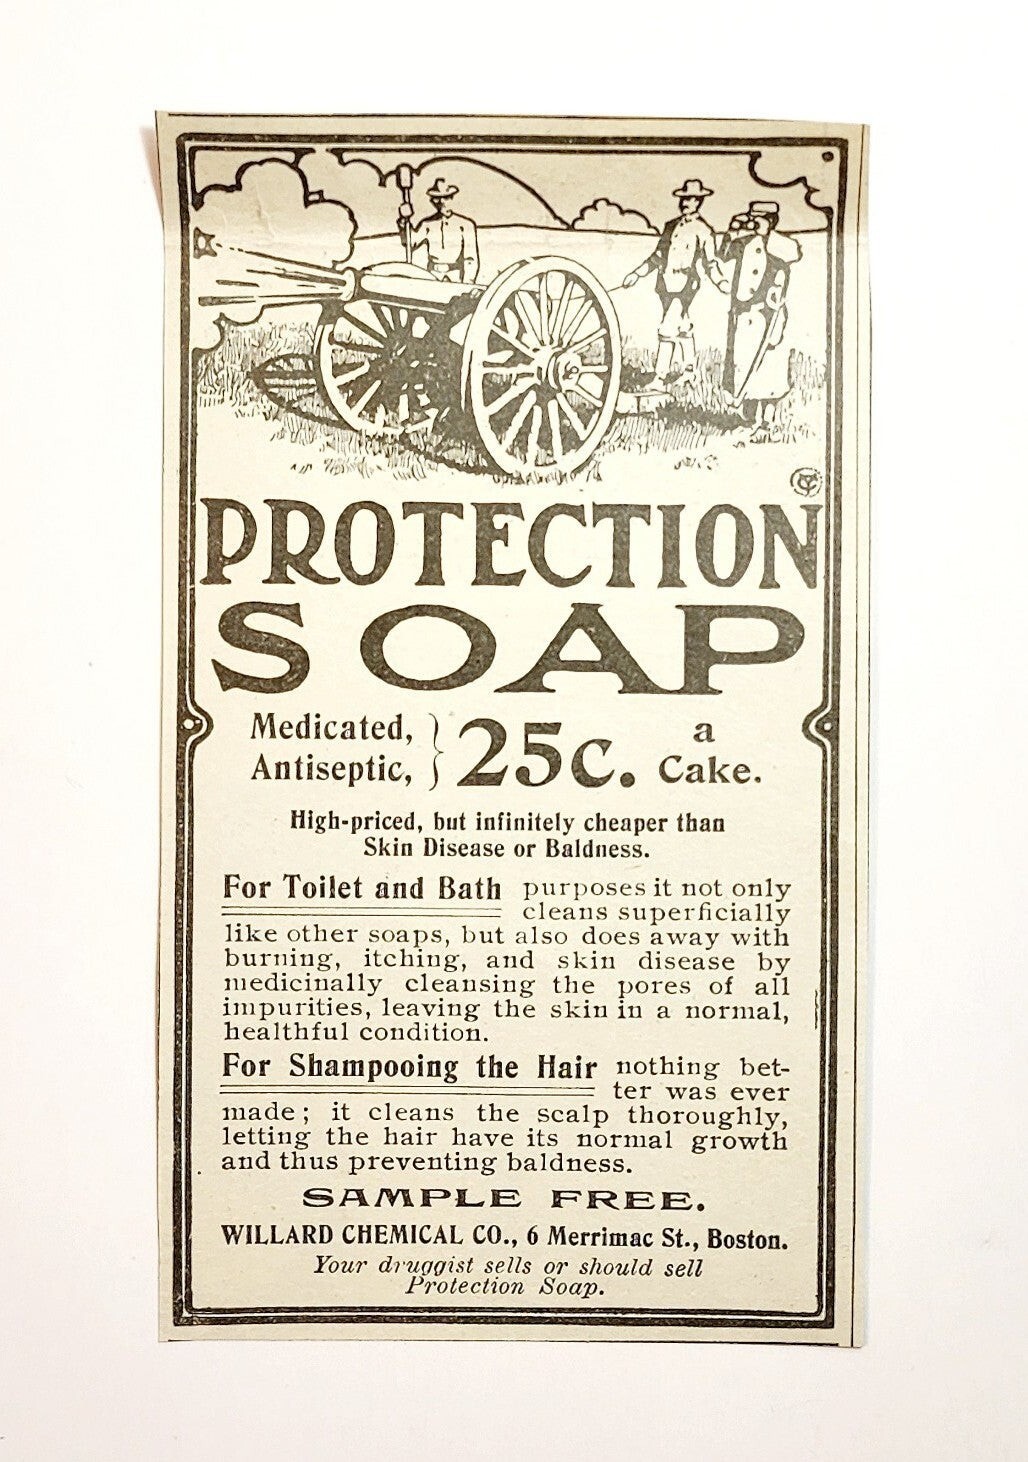 PROTECTION
SOAP
Medicated,
Antiseptic,
25c. a
Cake.
High-priced, but infinitely cheaper than
Skin Disease or Baldness.
For Toilet and Bath purposes it not only
cleans superficially
like other soaps, but also does away with
burning, itching, and skin disease by
medicinally cleansing the pores of all
impurities, leaving the skin in a normal,
healthful condition.
For Shampooing the Hair nothing bet-
ter was ever
made; it cleans the scalp thoroughly,
letting the hair have its normal growth
and thus preventing baldness.
SAMPLE FREE.
WILLARD CHEMICAL CO., 6 Merrimac St., Boston.
Your druggist sells or should sell
Protection Soap.